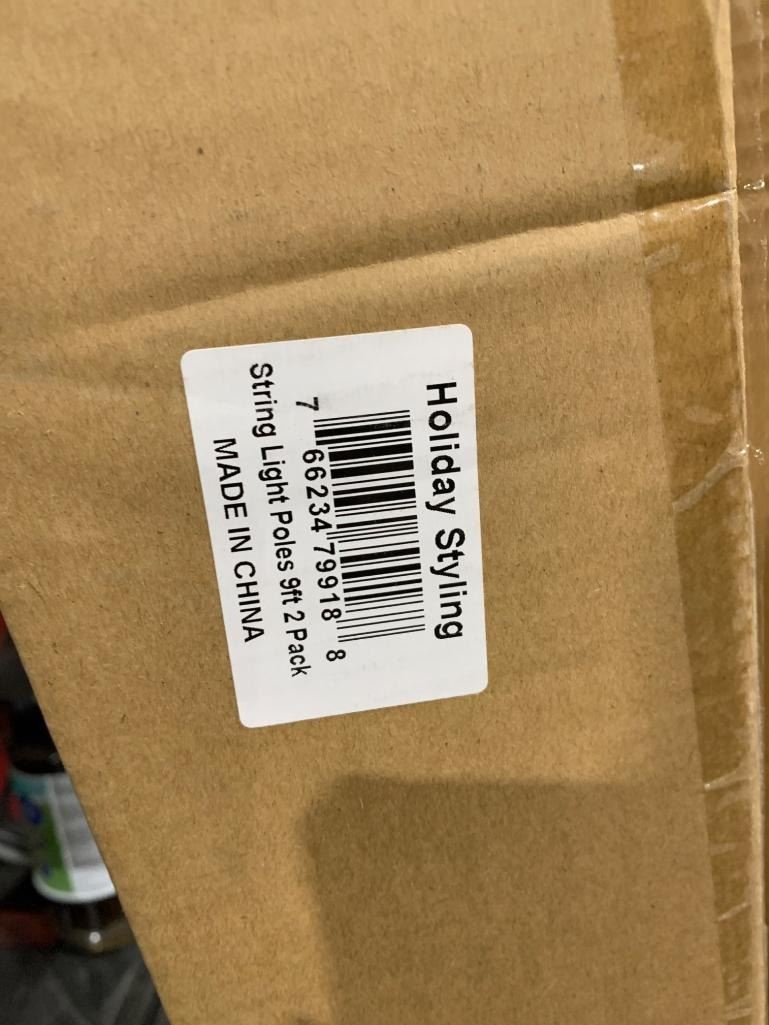 Holiday Styling
7 66234 79918 8
String Light Poles 9ft 2 Pack
MADE IN CHINA